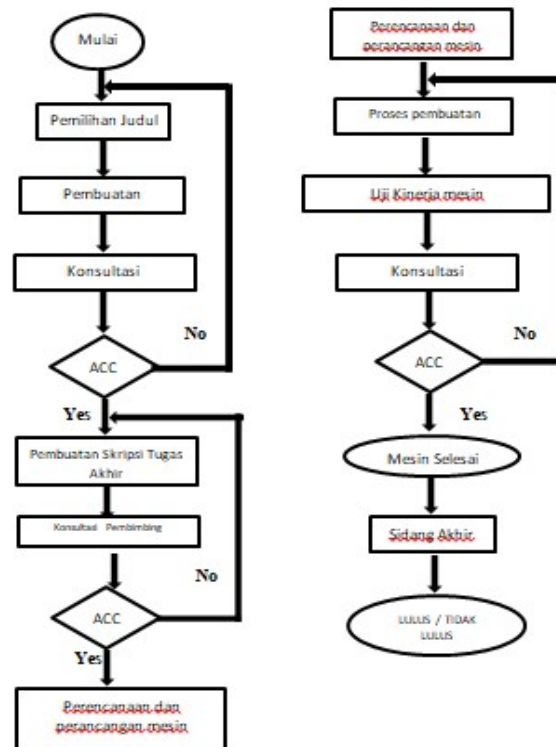 Mulai
Pemilihan Judul
Pembuatan
Konsultasi
No
ACC
Yes
Pembuatan Skripsi Tugas
Akhir
Konsultasi Pembimbing
No
ACC
Yes
Perencanaan dan
perancangan mesin
Perencanaan dan
perancangan mesin
Proses pembuatan
Uji Kinerja mesin
Konsultasi
No
ACC
Yes
Mesin Selesai
Sidang Akhir
LULUS / TIDAK
LULUS